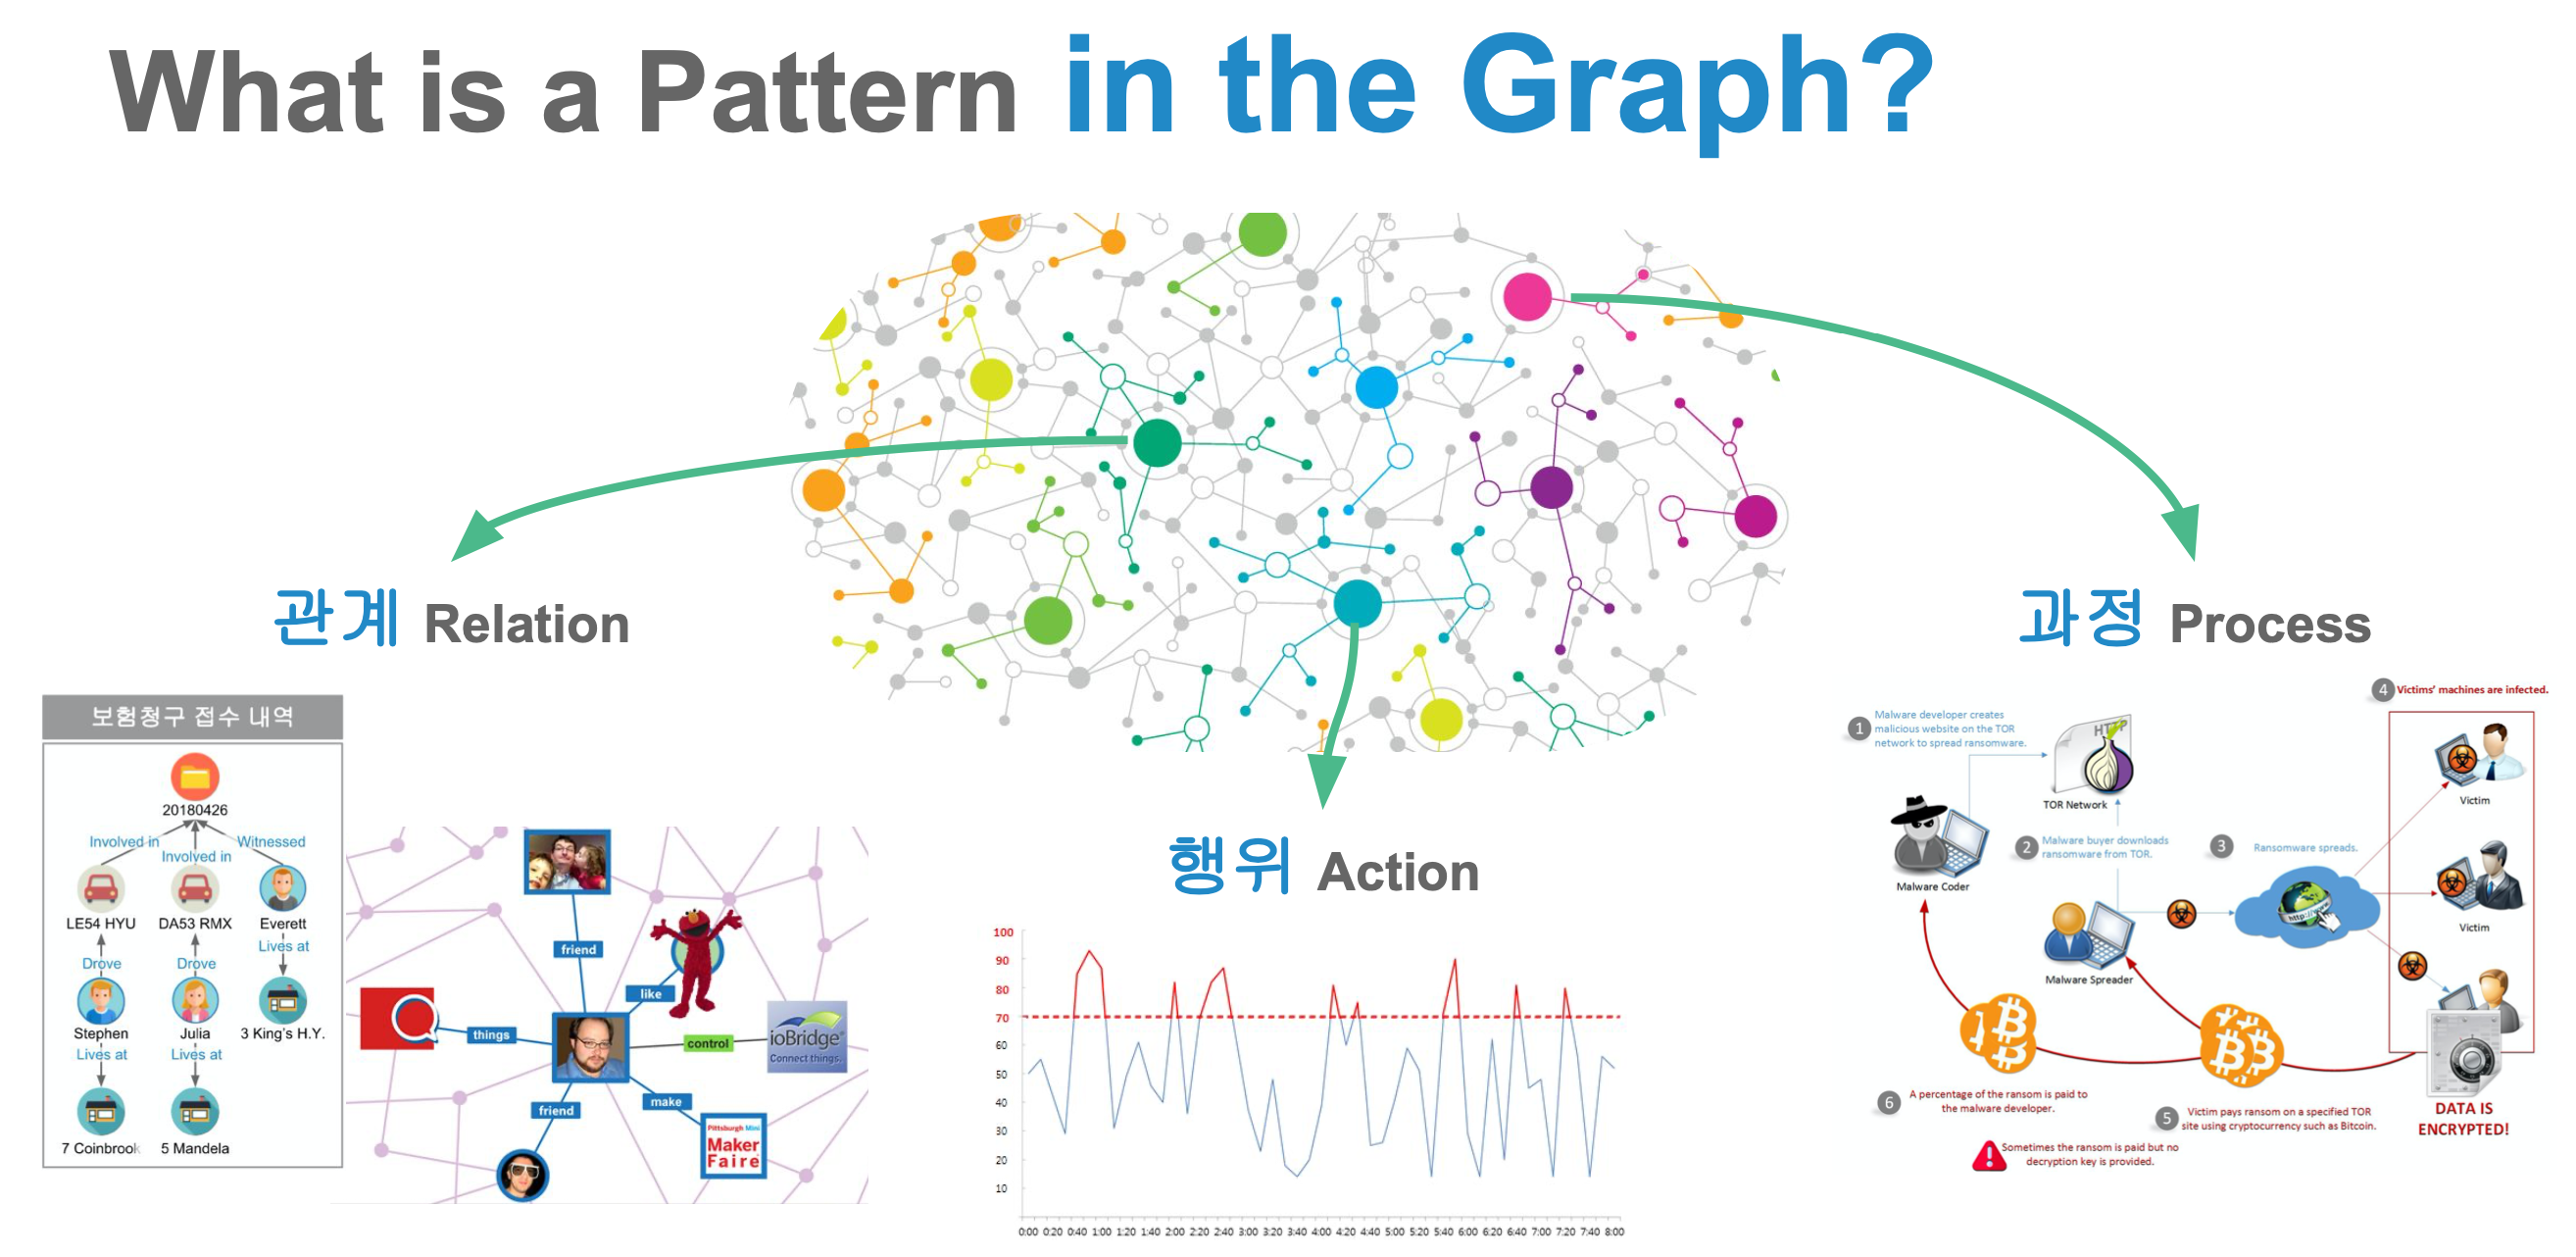 What is a Pattern in the Graph?
관계 Relation
보험청구 접수 내역
20180426
Involved in
Involved in
Witnessed
LE54 HYU
DA53 RMX
Everett
Drove
Drove
Lives at
Stephen
Julia
3 King's H.Y.
Lives at
Lives at
7 Coinbrook
5 Mandela
friend
like
things
control
ioBridge
Connect things.
friend
make
Pittsburgh Mini
Maker
Faire
행위 Action
100
90
80
70
60
50
40
30
20
10
0:00 0:20 0:40 1:00 1:20 1:40 2:00 2:20 2:40 3:00 3:20 3:40 4:00 4:20 4:40 5:00 5:20 5:40 6:00 6:20 6:40 7:00 7:20 7:40 8:00
과정 Process
4 Victims' machines are infected.
1 Malware developer creates
malicious website on the TOR
network to spread ransomware.
HTTP
TOR Network
Victim
Malware Coder
2 Malware buyer downloads
ransomware from TOR.
3 Ransomware spreads.
http://www
Victim
Malware Spreader
6 A percentage of the ransom is paid to
the malware developer.
5 Victim pays ransom on a specified TOR
site using cryptocurrency such as Bitcoin.
DATA IS
ENCRYPTED!
Sometimes the ransom is paid but no
decryption key is provided.